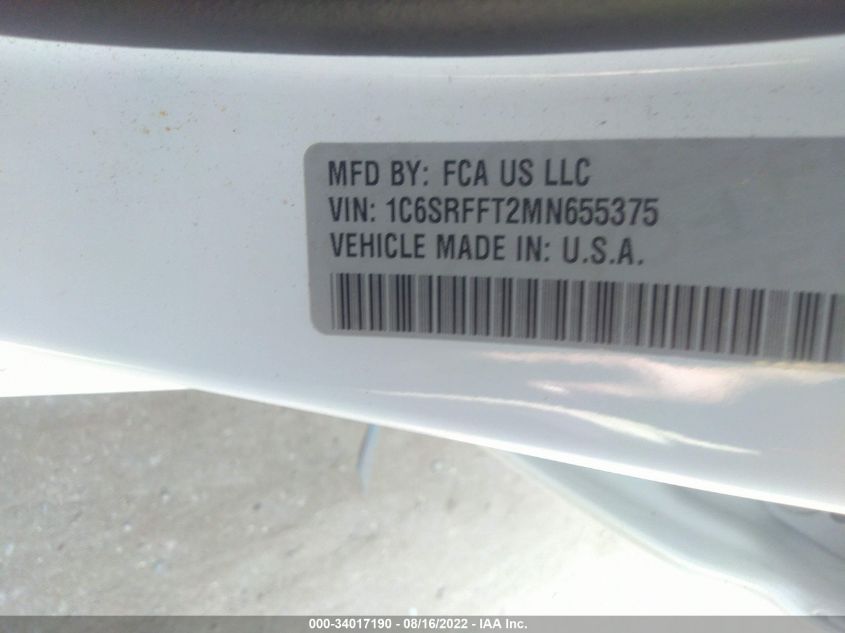 MFD BY: FCA US LLC
VIN: 1C6SRFFT2MN655375
VEHICLE MADE IN: U.S.A.
000-34017190 - 08/16/2022 - IAA Inc.